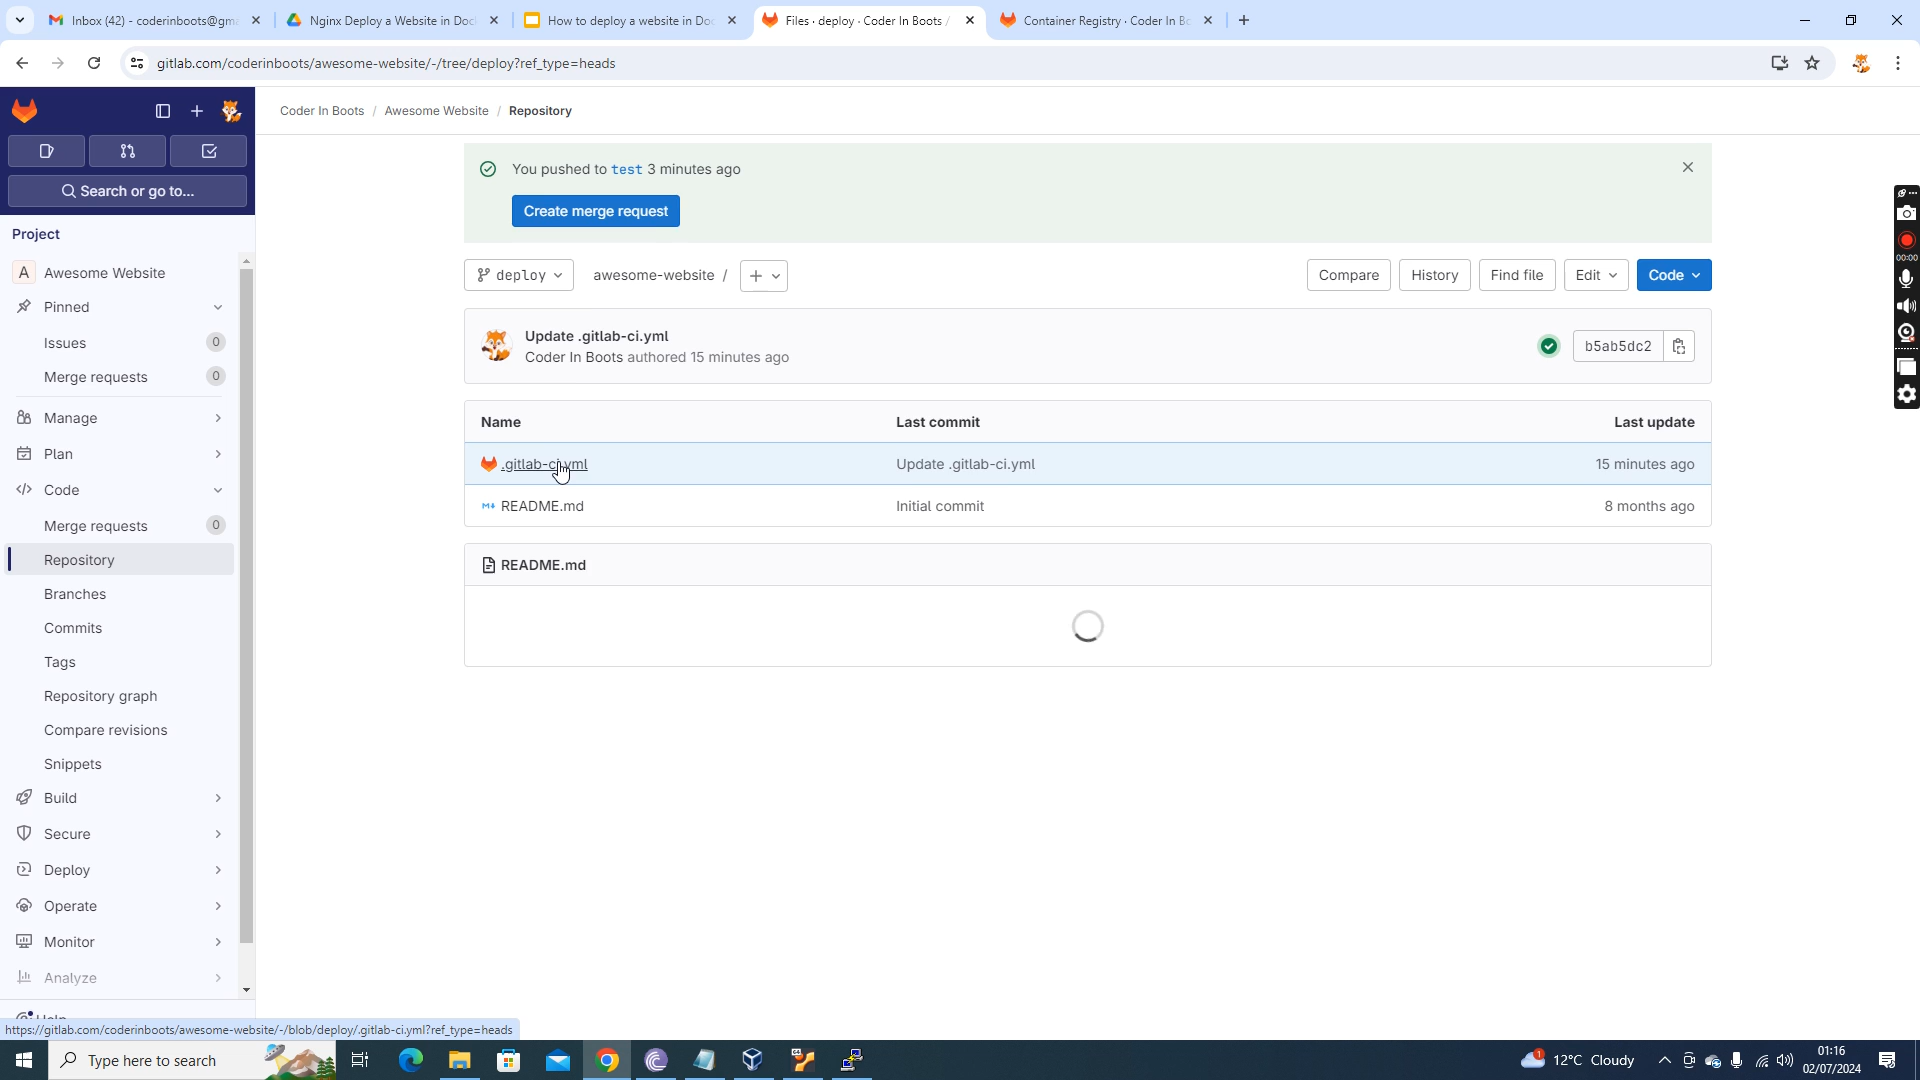 Inbox (42) - coderinboots@gma
Nginx Deploy a Website in Doc
How to deploy a website in Doc
Files · deploy · Coder In Boots /
Container Registry · Coder In Bo
gitlab.com/coderinboots/awesome-website/-/tree/deploy?ref_type=heads
Coder In Boots / Awesome Website / Repository
Search or go to...
Project
A Awesome Website
Pinned
Issues 0
Merge requests 0
Manage
Plan
Code
Merge requests 0
Repository
Branches
Commits
Tags
Repository graph
Compare revisions
Snippets
Build
Secure
Deploy
Operate
Monitor
Analyze
Help
You pushed to test 3 minutes ago
Create merge request
deploy awesome-website / +
Compare History Find file Edit Code
Update .gitlab-ci.yml
Coder In Boots authored 15 minutes ago
b5ab5dc2
Name Last commit Last update
.gitlab-ci.yml Update .gitlab-ci.yml 15 minutes ago
README.md Initial commit 8 months ago
README.md
00:00
https://gitlab.com/coderinboots/awesome-website/-/blob/deploy/.gitlab-ci.yml?ref_type=heads
Type here to search
12°C Cloudy
01:16
02/07/2024